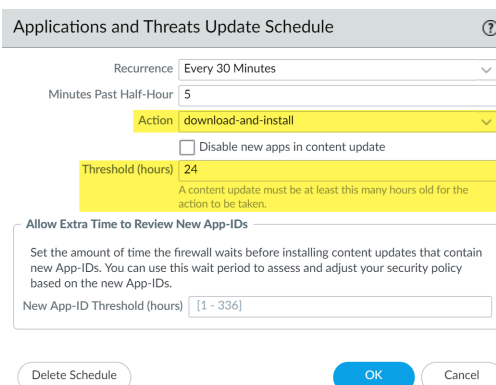 Applications and Threats Update Schedule
Recurrence Every 30 Minutes
Minutes Past Half-Hour 5
Action download-and-install
Disable new apps in content update
Threshold (hours) 24
A content update must be at least this many hours old for the
action to be taken.
Allow Extra Time to Review New App-IDs
Set the amount of time the firewall waits before installing content updates that contain
new App-IDs. You can use this wait period to assess and adjust your security policy
based on the new App-IDs.
New App-ID Threshold (hours) [1 - 336]
Delete Schedule OK Cancel